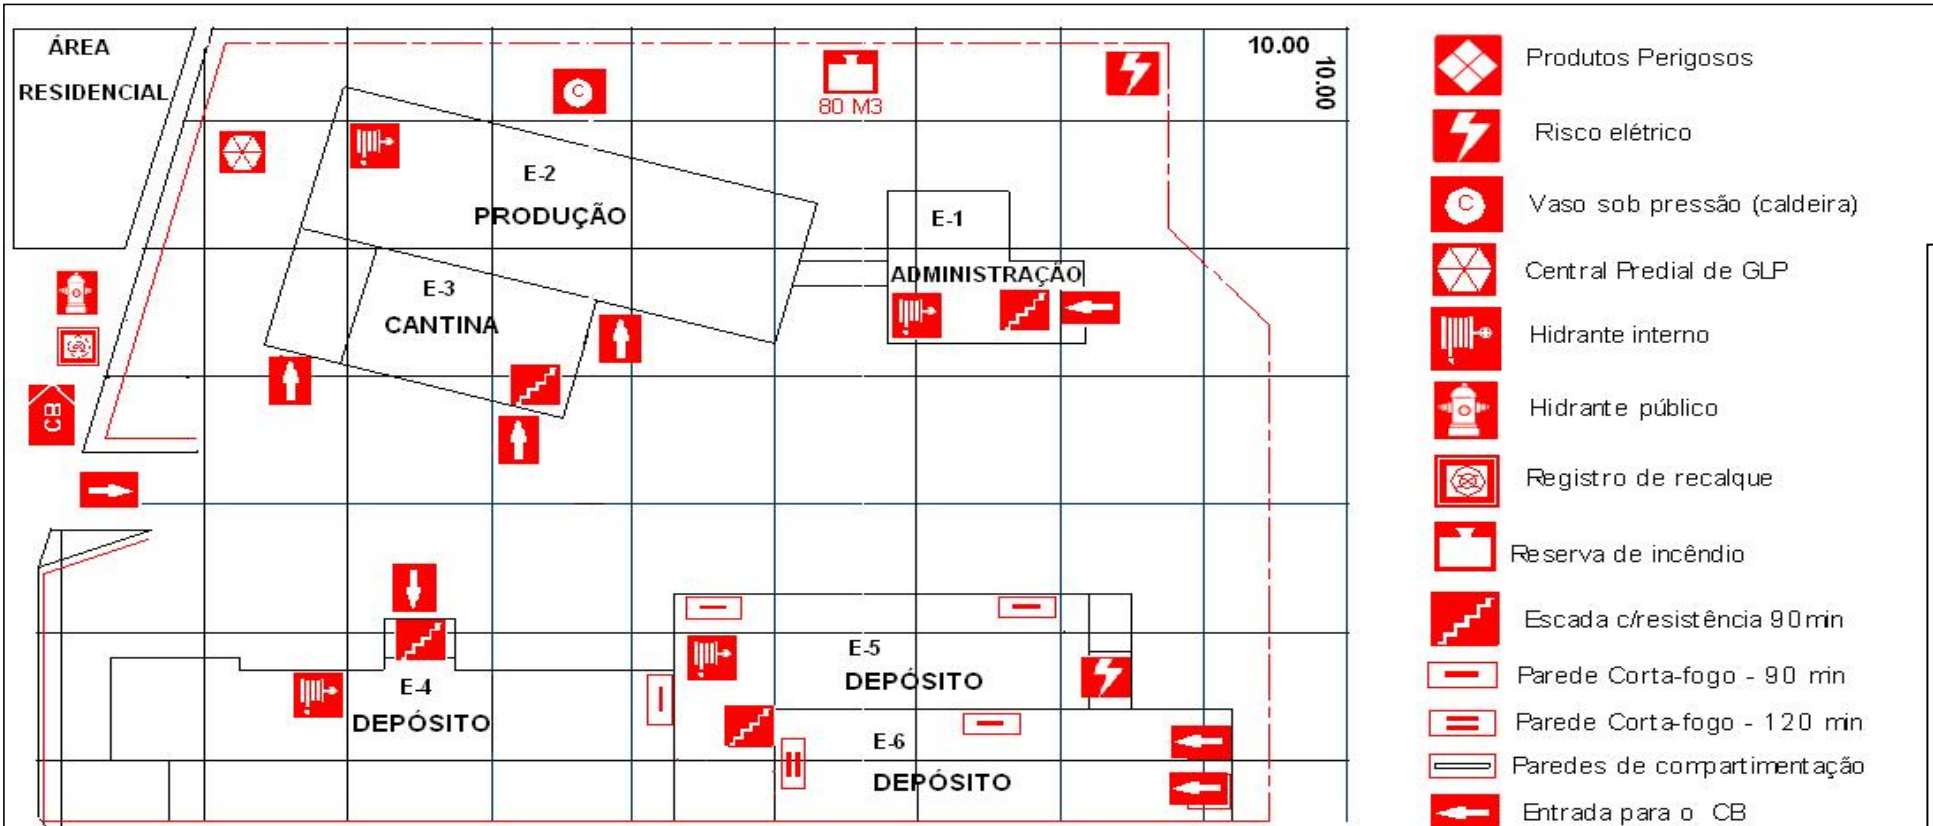 ÁREA
RESIDENCIAL
C
80 M3
10.00
10.00
E-2
PRODUÇÃO
E-1
ADMINISTRAÇÃO
E-3
CANTINA
CB
E-4
DEPÓSITO
E-5
DEPÓSITO
E-6
DEPÓSITO
Produtos Perigosos
Risco elétrico
C
Vaso sob pressão (caldeira)
Central Predial de GLP
Hidrante interno
Hidrante público
Registro de recalque
Reserva de incêndio
Escada c/resistência 90min
Parede Corta-fogo - 90 min
Parede Corta-fogo - 120 min
Paredes de compartimentação
Entrada para o CB